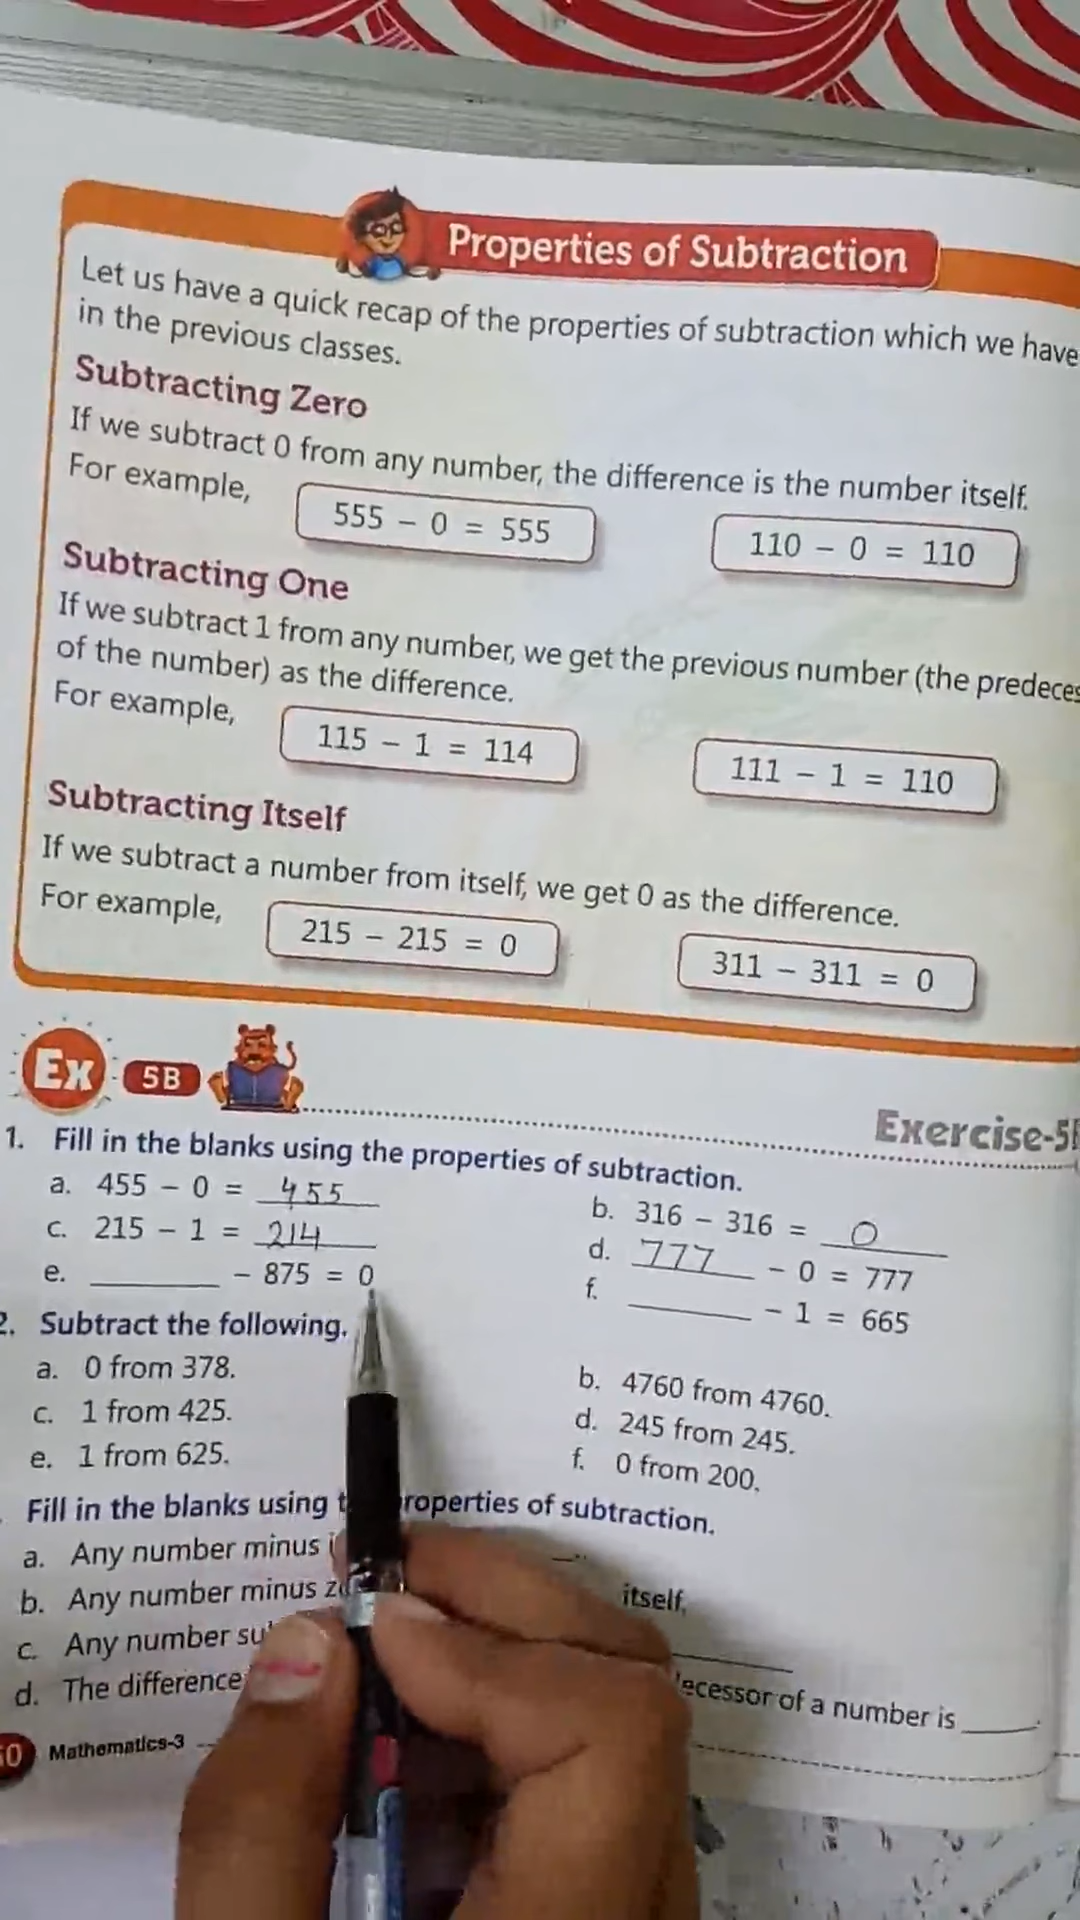 Properties of Subtraction
Let us have a quick recap of the properties of subtraction which we have
in the previous classes.
Subtracting Zero
If we subtract 0 from any number, the difference is the number itself.
For example,
555 − 0 = 555
110 − 0 = 110
Subtracting One
If we subtract 1 from any number, we get the previous number (the predeces
of the number) as the difference.
For example,
115 − 1 = 114
111 − 1 = 110
Subtracting Itself
If we subtract a number from itself, we get 0 as the difference.
For example,
215 − 215 = 0
311 − 311 = 0
Ex 5B
Exercise-5
1. Fill in the blanks using the properties of subtraction.
a. 455 − 0 = 455
b. 316 − 316 = 0
c. 215 − 1 = 214
d. 777 − 0 = 777
e. ______ − 875 = 0
f. ______ − 1 = 665
2. Subtract the following.
a. 0 from 378.
b. 4760 from 4760.
c. 1 from 425.
d. 245 from 245.
e. 1 from 625.
f. 0 from 200.
Fill in the blanks using properties of subtraction.
a. Any number minus
b. Any number minus itself.
c. Any number
d. The difference ecessor of a number is ____.
Mathematics-3